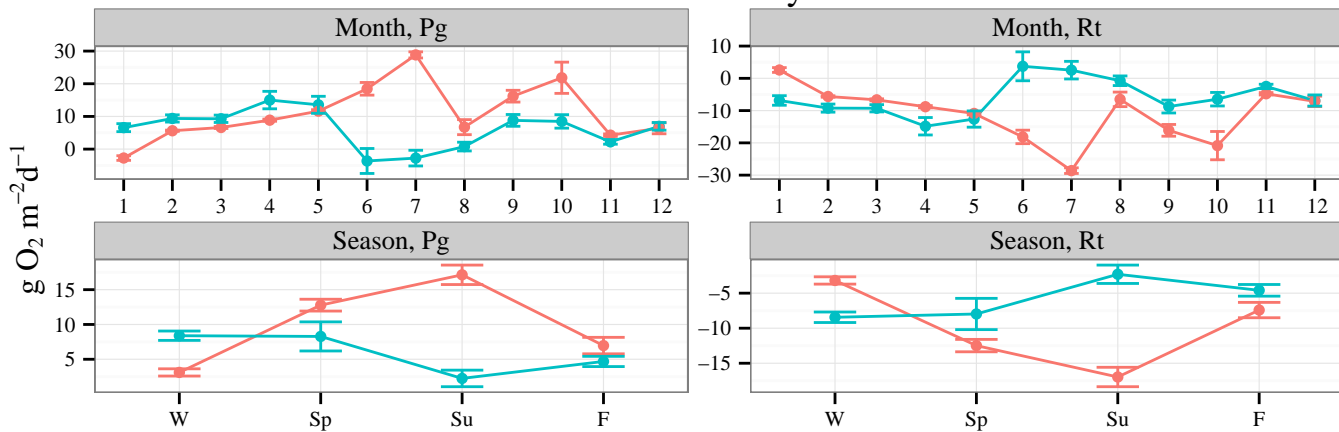 y
Month, Pg
Month, Rt
30
20
10
0
1 2 3 4 5 6 7 8 9 10 11 12
10
0
−10
−20
−30
1 2 3 4 5 6 7 8 9 10 11 12
g O₂ m⁻²d⁻¹
Season, Pg
Season, Rt
15
10
5
W Sp Su F
−5
−10
−15
W Sp Su F